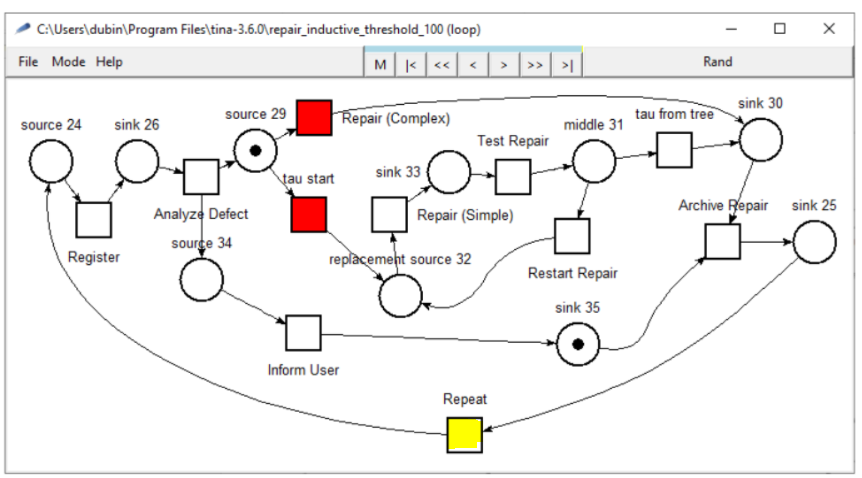 C:\Users\dubin\Program Files\tina-3.6.0\repair_inductive_threshold_100 (loop)
File Mode Help
M |< << < > >> >| Rand
source 24
sink 26
source 29
Repair (Complex)
Test Repair
middle 31
tau from tree
sink 30
tau start
sink 33
Analyze Defect
Repair (Simple)
Archive Repair
sink 25
Register
source 34
replacement source 32
Restart Repair
sink 35
Inform User
Repeat